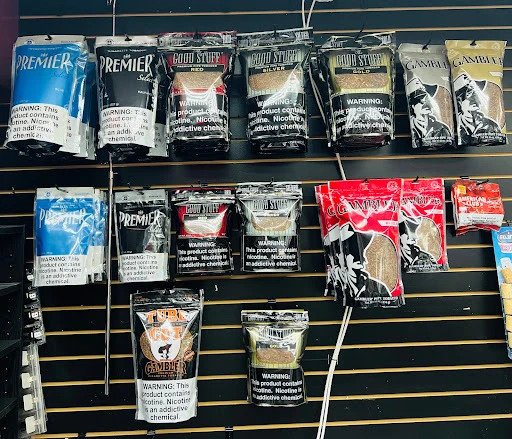 PREMIER
WARNING: This
product contains
nicotine. Nicotine is
an addictive
chemical.
PREMIER
Select
WARNING: This
product contains
nicotine. Nicotine is
an addictive
chemical.
GOOD STUFF
RED
WARNING:
This product contains
nicotine. Nicotine is an
addictive chemical.
GOOD STUFF
SILVER
WARNING:
This product contains
nicotine. Nicotine is an
addictive chemical.
GOOD STUFF
GOLD
WARNING:
This product contains
nicotine. Nicotine is an
addictive chemical.
GAMBLER
GAMBLER
PREMIER
WARNING: This
product contains
nicotine. Nicotine is
an addictive
chemical.
PREMIER
WARNING: This
product contains
nicotine. Nicotine
is an addictive
chemical.
GOOD STUFF
WARNING:
This product contains
nicotine. Nicotine is an
addictive chemical.
GOOD STUFF
WARNING:
This product contains
nicotine. Nicotine is an
addictive chemical.
GAMBLER
GAMBLER
AMERICAN
CLUB
TUBE
CUT
GAMBLER
WARNING: This
product contains
nicotine. Nicotine
is an addictive
chemical.
GOOD STUFF
WARNING:
This product contains
nicotine. Nicotine is an
addictive chemical.